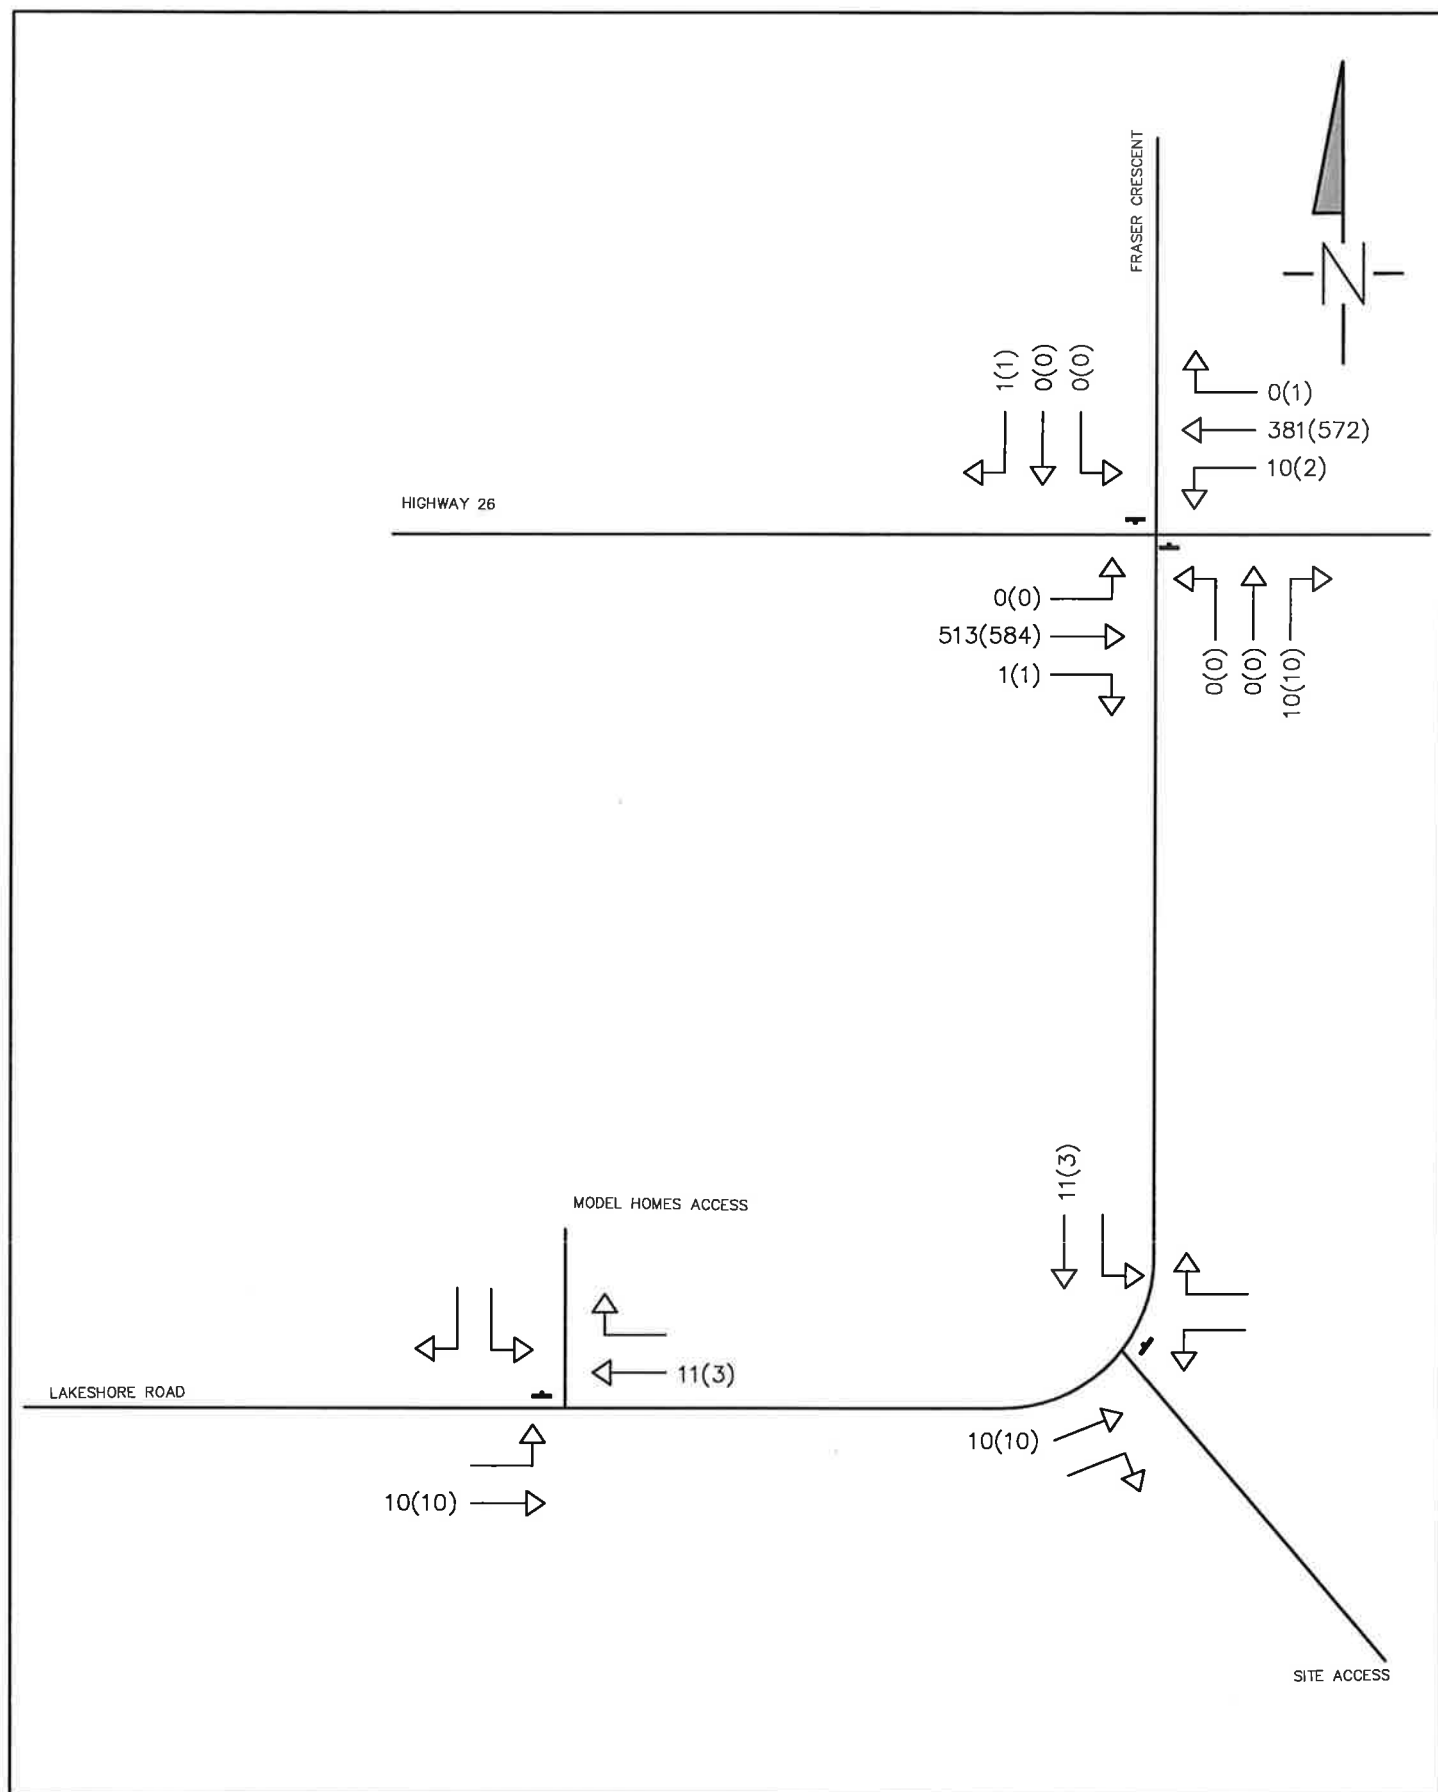 FRASER CRESCENT
N
1(1)
0(0)
0(0)
0(1)
381(572)
10(2)
HIGHWAY 26
0(0)
513(584)
1(1)
0(0)
0(0)
10(10)
11(3)
MODEL HOMES ACCESS
11(3)
LAKESHORE ROAD
10(10)
10(10)
SITE ACCESS